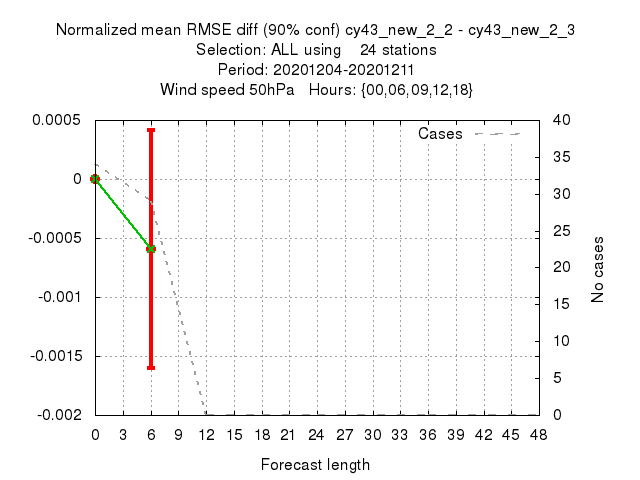 Normalized mean RMSE diff (90% conf) cy43_new_2_2 - cy43_new_2_3
Selection: ALL using    24 stations
Period: 20201204-20201211
Wind speed 50hPa   Hours: {00,06,09,12,18}
Cases
0.0005
0
-0.0005
-0.001
-0.0015
-0.002
40
35
30
25
20
15
10
5
0
No cases
0 3 6 9 12 15 18 21 24 27 30 33 36 39 42 45 48
Forecast length